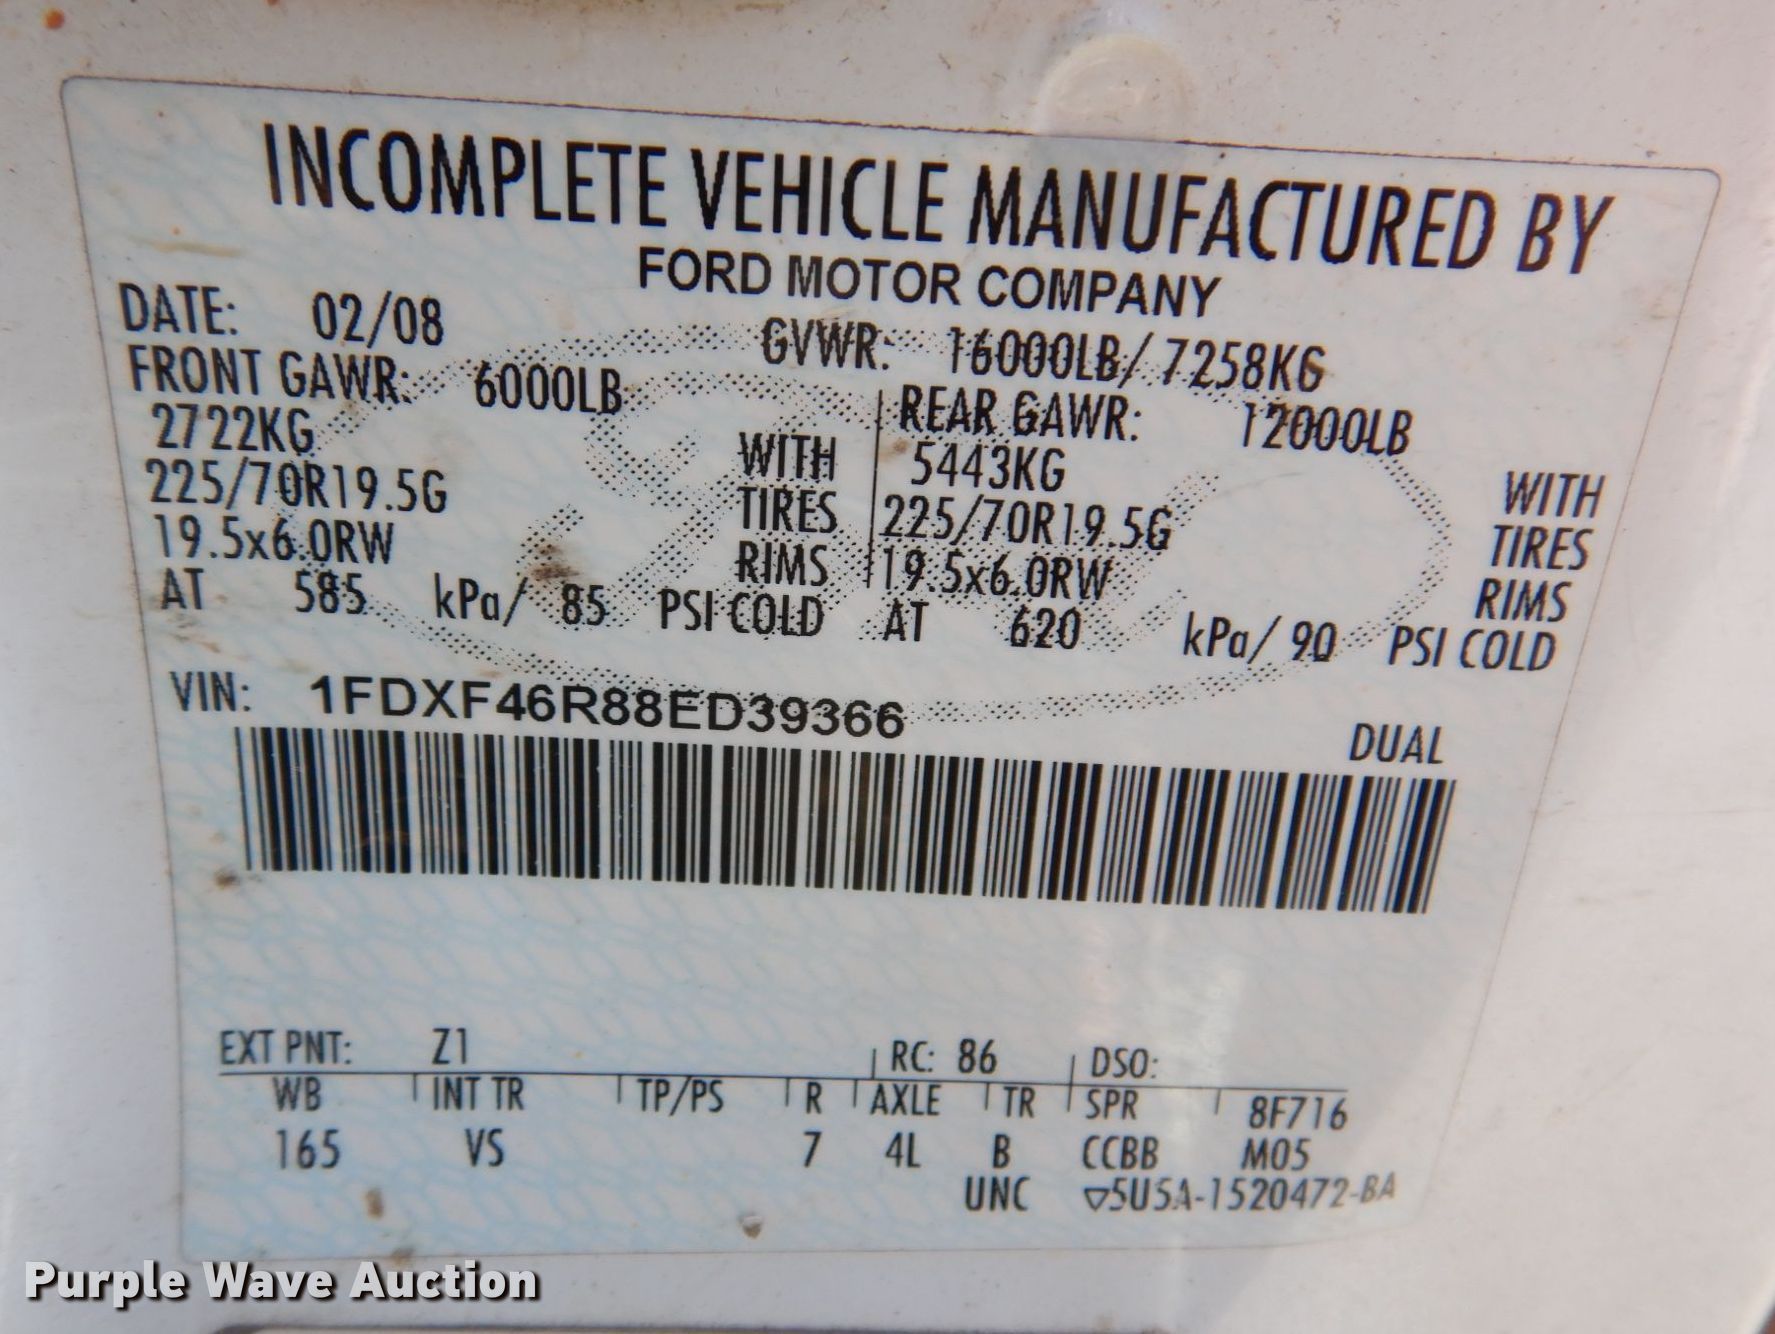 INCOMPLETE VEHICLE MANUFACTURED BY
FORD MOTOR COMPANY
DATE: 02/08 GVWR: 16000LB/ 7258KG
FRONT GAWR: 6000LB REAR GAWR: 12000LB
2722KG WITH 5443KG WITH
225/70R19.5G TIRES 225/70R19.5G TIRES
19.5x6.0RW RIMS 19.5x6.0RW RIMS
AT 585 kPa/ 85 PSI COLD AT 620 kPa/ 90 PSI COLD
VIN: 1FDXF46R88ED39366
DUAL
EXT PNT: Z1 RC: 86 DSO:
WB INT TR TP/PS R AXLE TR SPR 8F716
165 VS 7 4L B CCBB M05
UNC ▽5U5A-1520472-BA
Purple Wave Auction